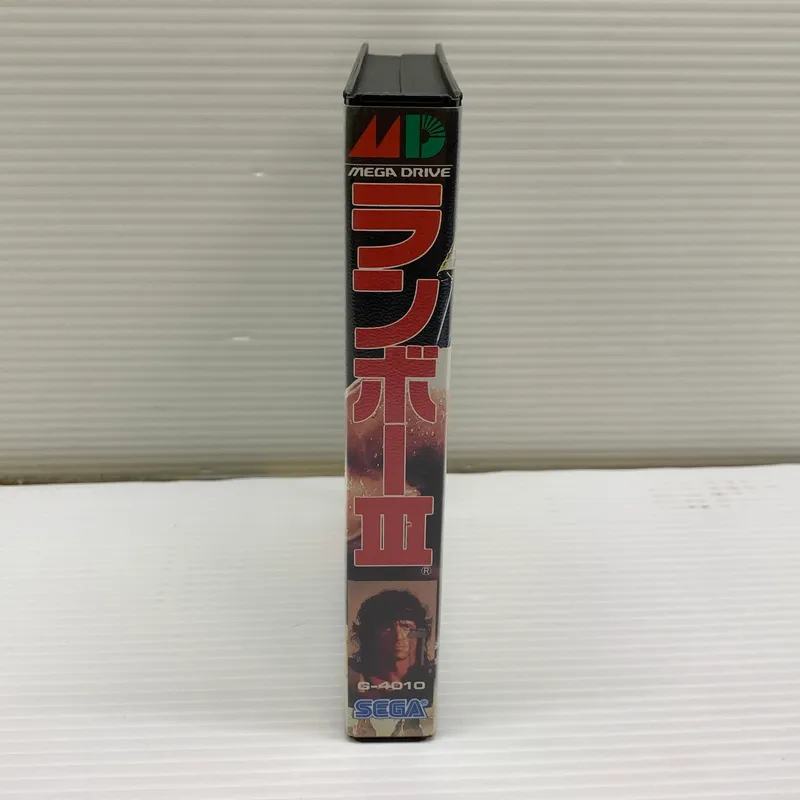 MD
MEGA DRIVE
ランボーIII
®
G-4010
SEGA®